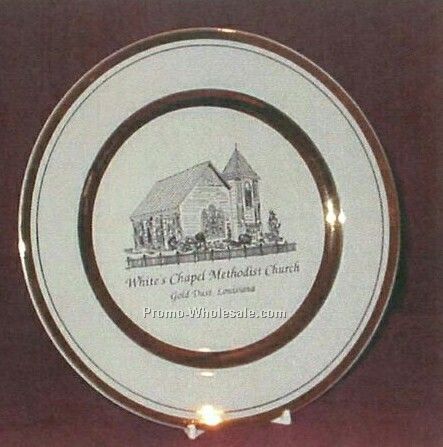 White's Chapel Methodist Church
Gold Dust, Louisiana
Promo-Wholesale.com